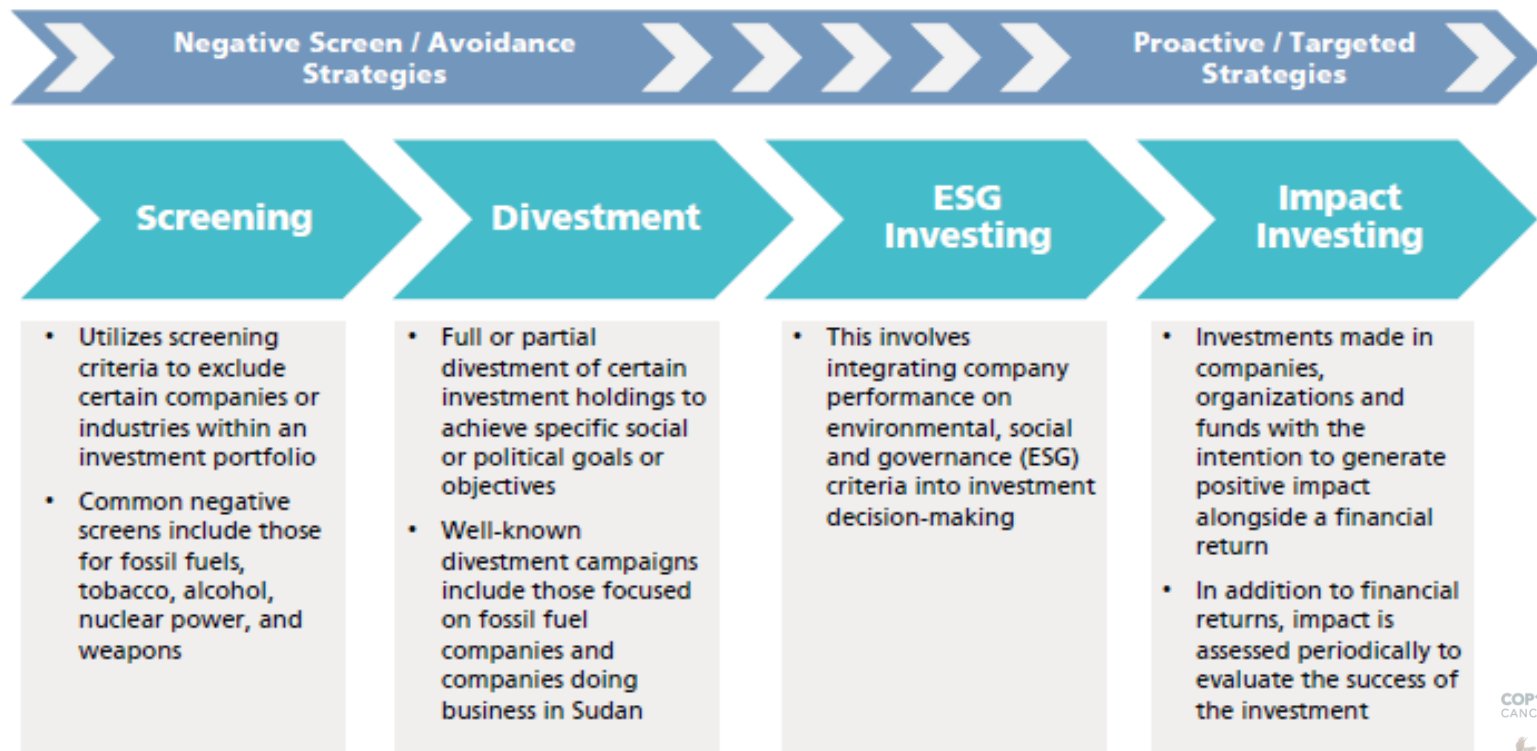 Negative Screen / Avoidance
Strategies
Proactive / Targeted
Strategies
Screening
Divestment
ESG
Investing
Impact
Investing
• Utilizes screening
criteria to exclude
certain companies or
industries within an
investment portfolio
• Common negative
screens include those
for fossil fuels,
tobacco, alcohol,
nuclear power, and
weapons
• Full or partial
divestment of certain
investment holdings to
achieve specific social
or political goals or
objectives
• Well-known
divestment campaigns
include those focused
on fossil fuel
companies and
companies doing
business in Sudan
• This involves
integrating company
performance on
environmental, social
and governance (ESG)
criteria into investment
decision-making
• Investments made in
companies,
organizations and
funds with the
intention to generate
positive impact
alongside a financial
return
• In addition to financial
returns, impact is
assessed periodically to
evaluate the success of
the investment